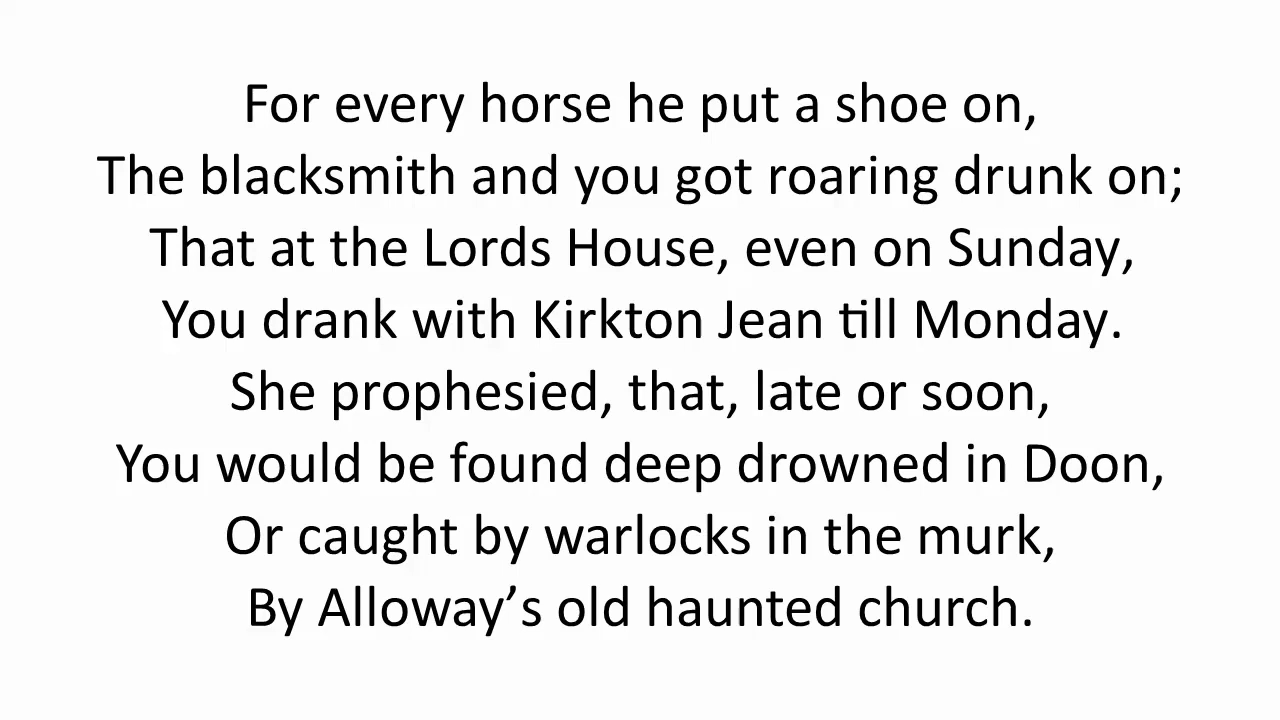 For every horse he put a shoe on,
The blacksmith and you got roaring drunk on;
That at the Lords House, even on Sunday,
You drank with Kirkton Jean till Monday.
She prophesied, that, late or soon,
You would be found deep drowned in Doon,
Or caught by warlocks in the murk,
By Alloway’s old haunted church.